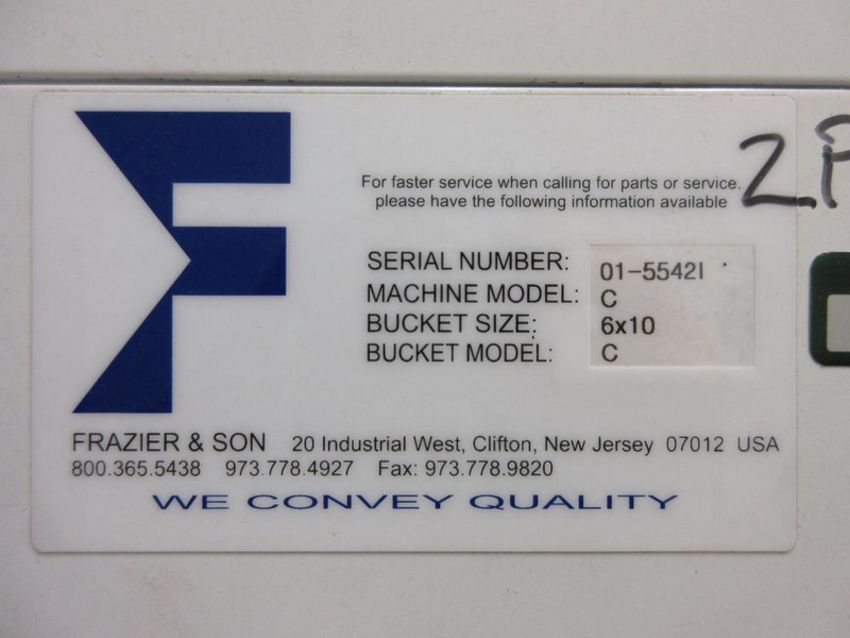 For faster service when calling for parts or service,
please have the following information available
2.P
SERIAL NUMBER: 01-5542I
MACHINE MODEL: C
BUCKET SIZE: 6x10
BUCKET MODEL: C
FRAZIER & SON 20 Industrial West, Clifton, New Jersey 07012 USA
800.365.5438 973.778.4927 Fax: 973.778.9820
WE CONVEY QUALITY